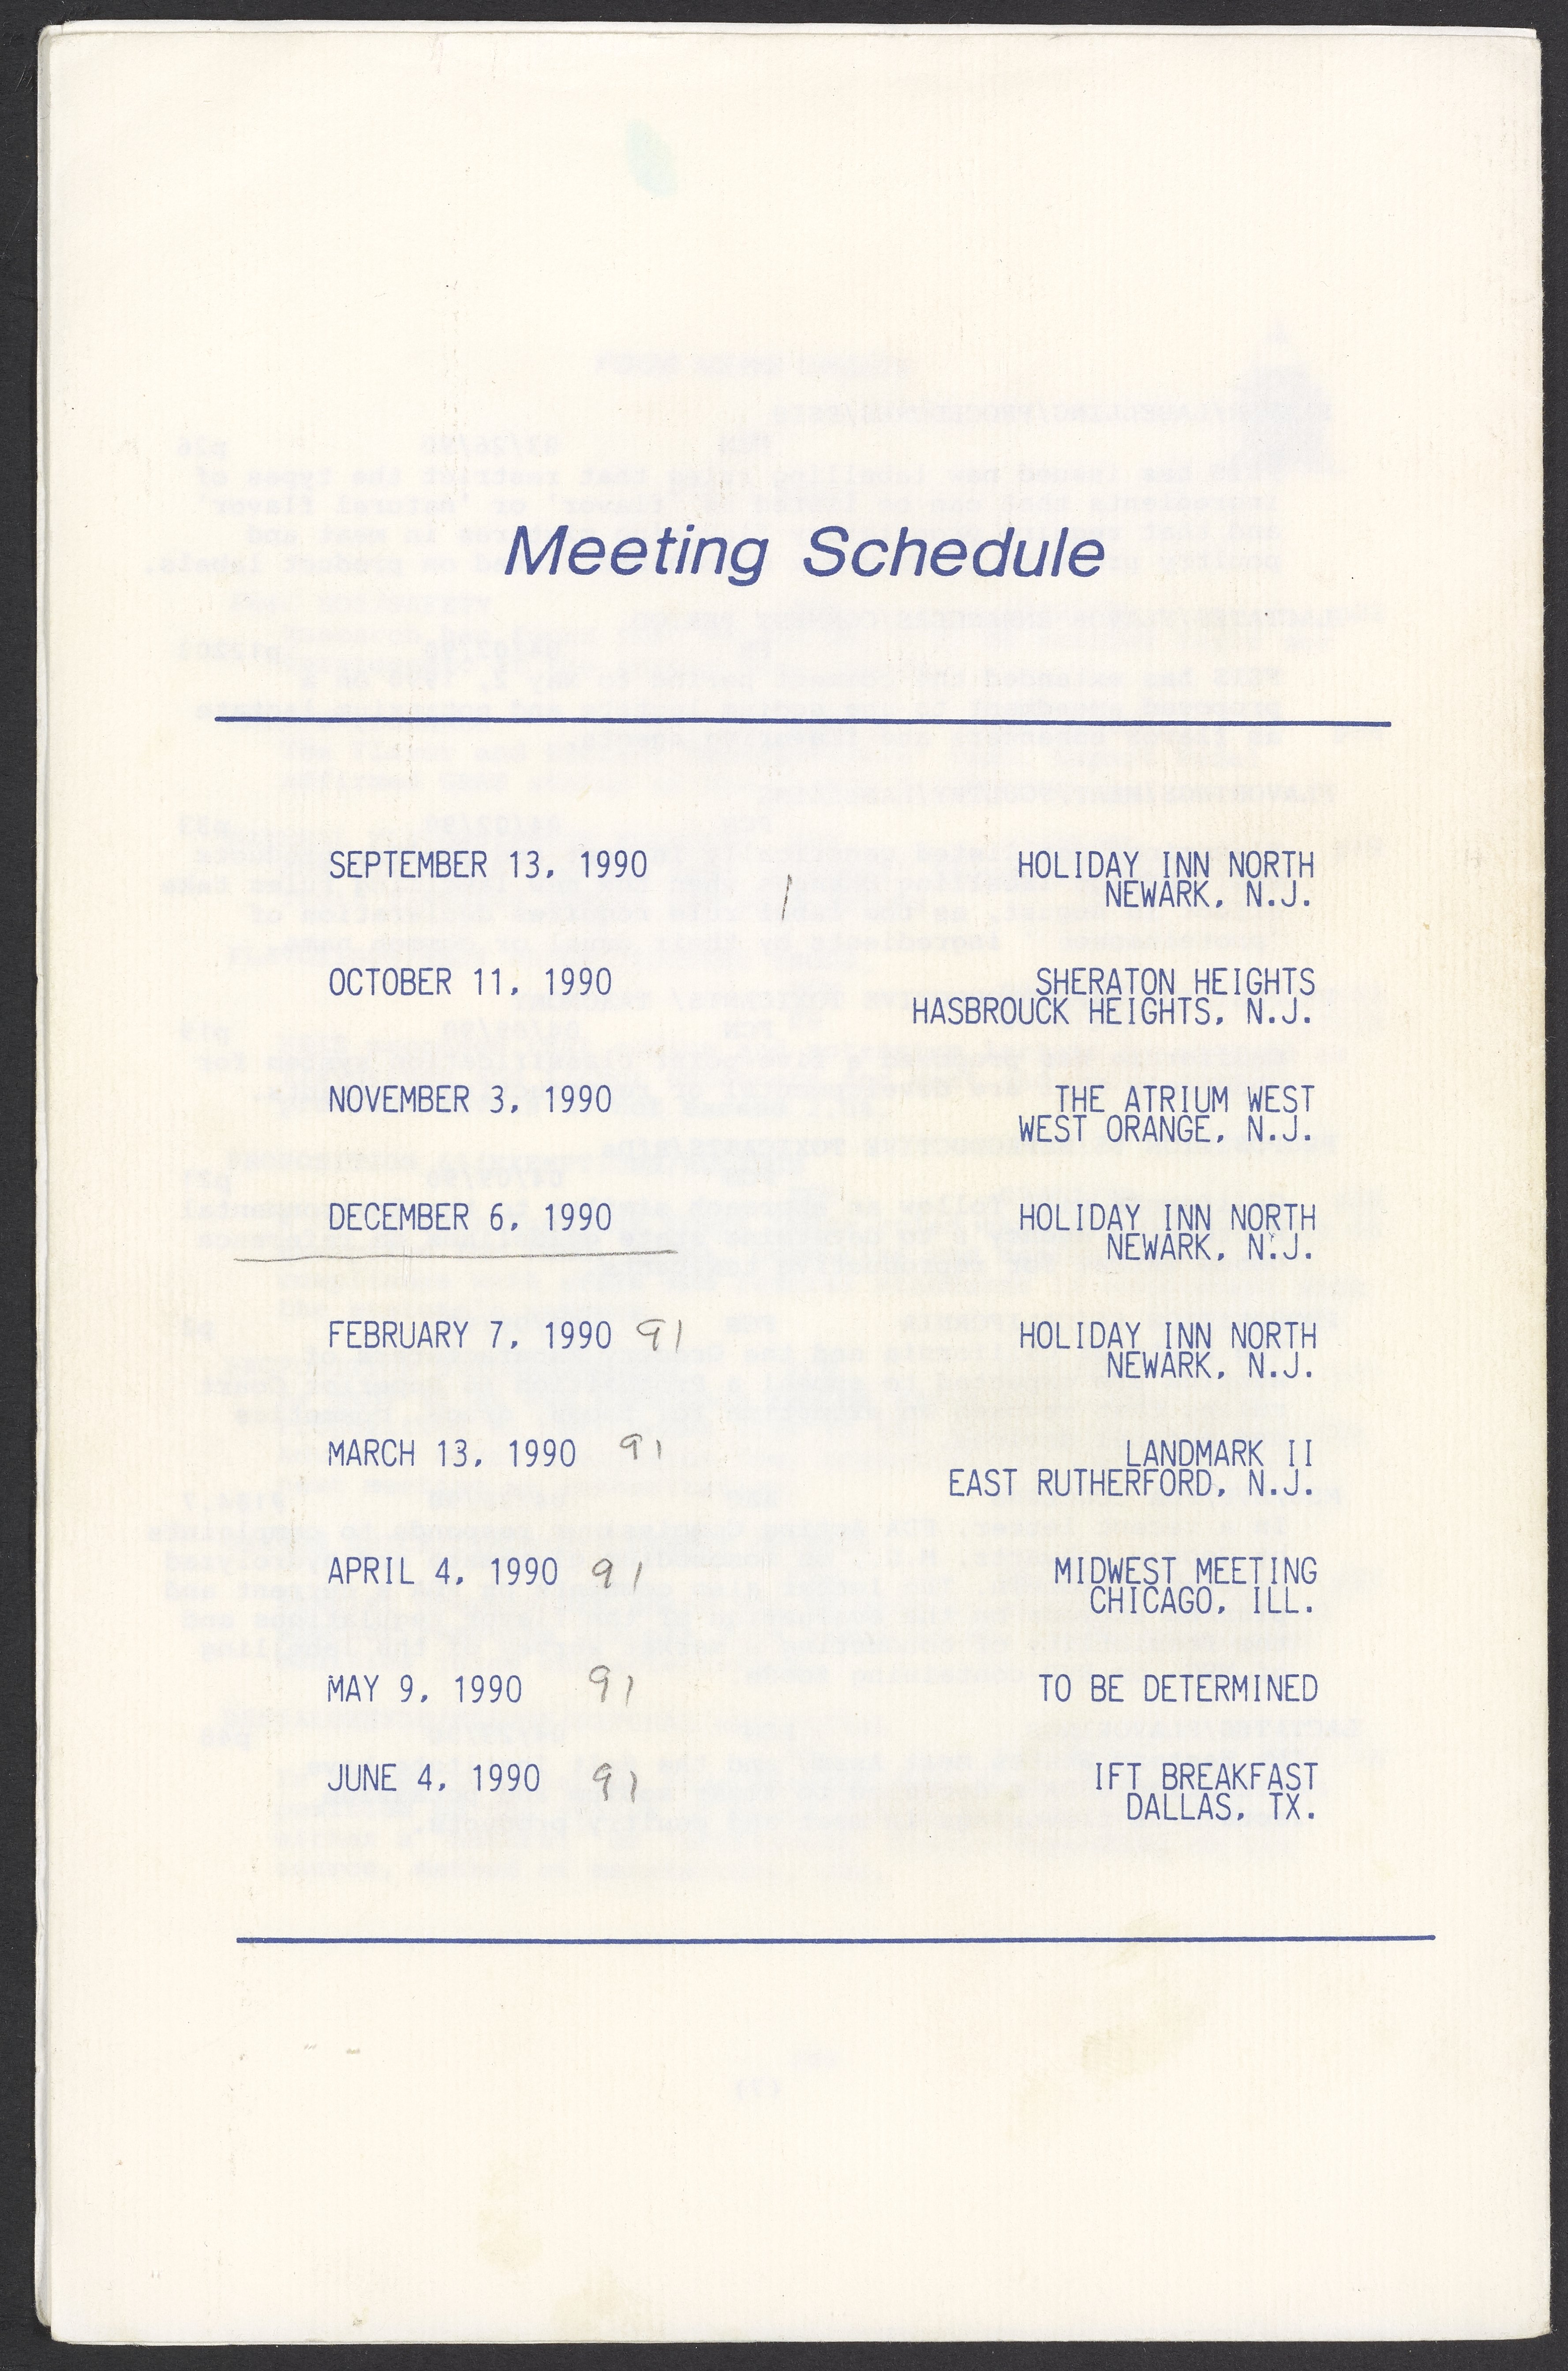 Meeting Schedule
SEPTEMBER 13, 1990 HOLIDAY INN NORTH
NEWARK, N.J.
OCTOBER 11, 1990 SHERATON HEIGHTS
HASBROUCK HEIGHTS, N.J.
NOVEMBER 3, 1990 THE ATRIUM WEST
WEST ORANGE, N.J.
DECEMBER 6, 1990 HOLIDAY INN NORTH
NEWARK, N.J.
FEBRUARY 7, 1990 91 HOLIDAY INN NORTH
NEWARK, N.J.
MARCH 13, 1990 91 LANDMARK II
EAST RUTHERFORD, N.J.
APRIL 4, 1990 91 MIDWEST MEETING
CHICAGO, ILL.
MAY 9, 1990 91 TO BE DETERMINED
JUNE 4, 1990 91 IFT BREAKFAST
DALLAS, TX.